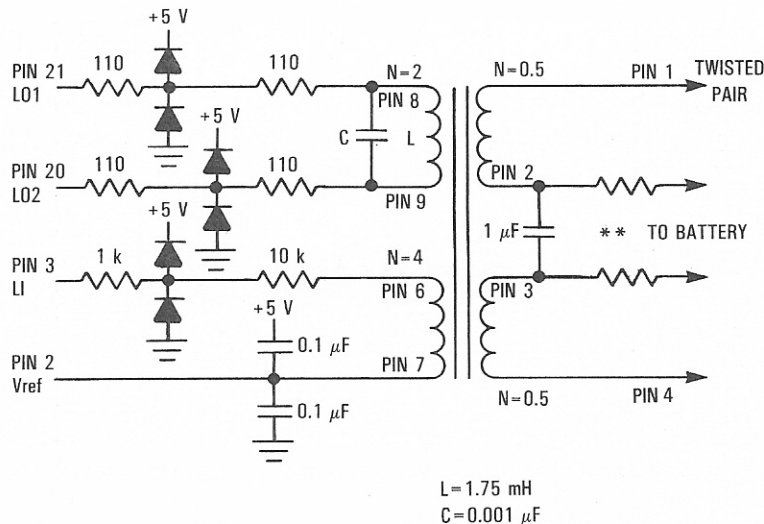 +5 V
PIN 21
LO1
110
110
N=2
PIN 8
N=0.5
PIN 1
TWISTED
PAIR
+5 V
C
L
PIN 20
LO2
110
110
PIN 9
PIN 2
+5 V
1 µF
** TO BATTERY
PIN 3
LI
1 k
10 k
N=4
PIN 6
PIN 3
+5 V
0.1 µF
PIN 2
Vref
PIN 7
0.1 µF
N=0.5
PIN 4
L=1.75 mH
C=0.001 µF